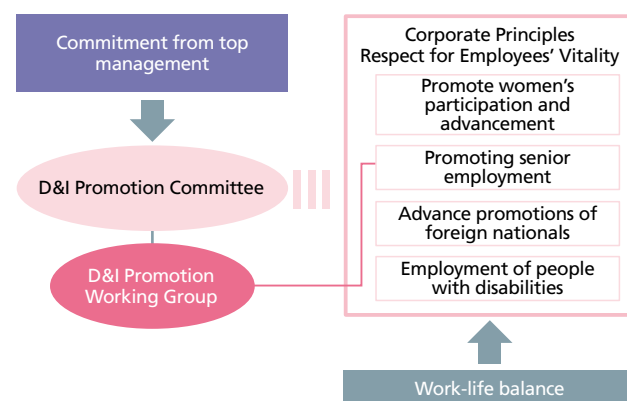 Commitment from top
management
D&I Promotion Committee
D&I Promotion
Working Group
Corporate Principles
Respect for Employees’ Vitality
Promote women’s
participation and
advancement
Promoting senior
employment
Advance promotions of
foreign nationals
Employment of people
with disabilities
Work-life balance